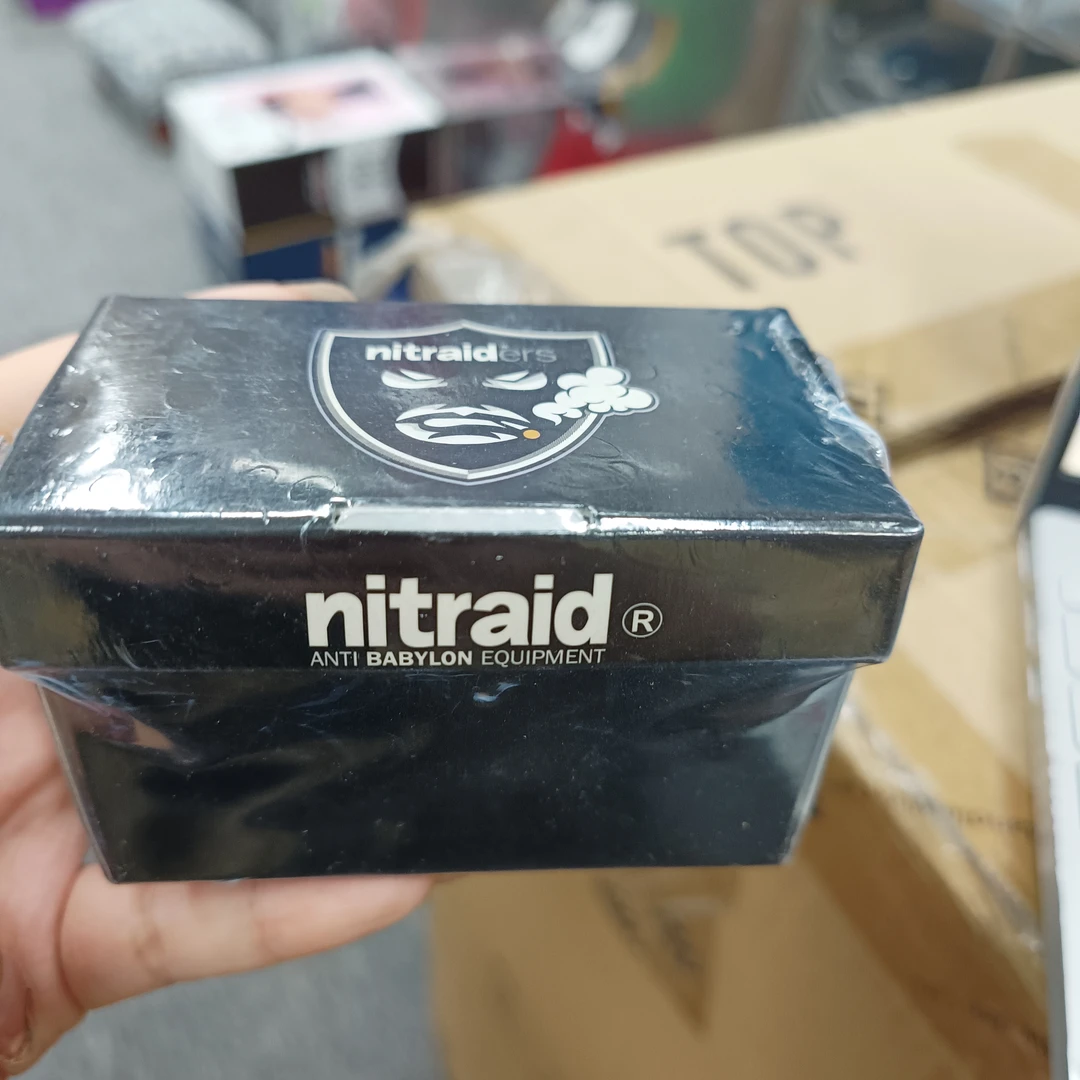 TOP
nitraiders
nitraid ®
ANTI BABYLON EQUIPMENT